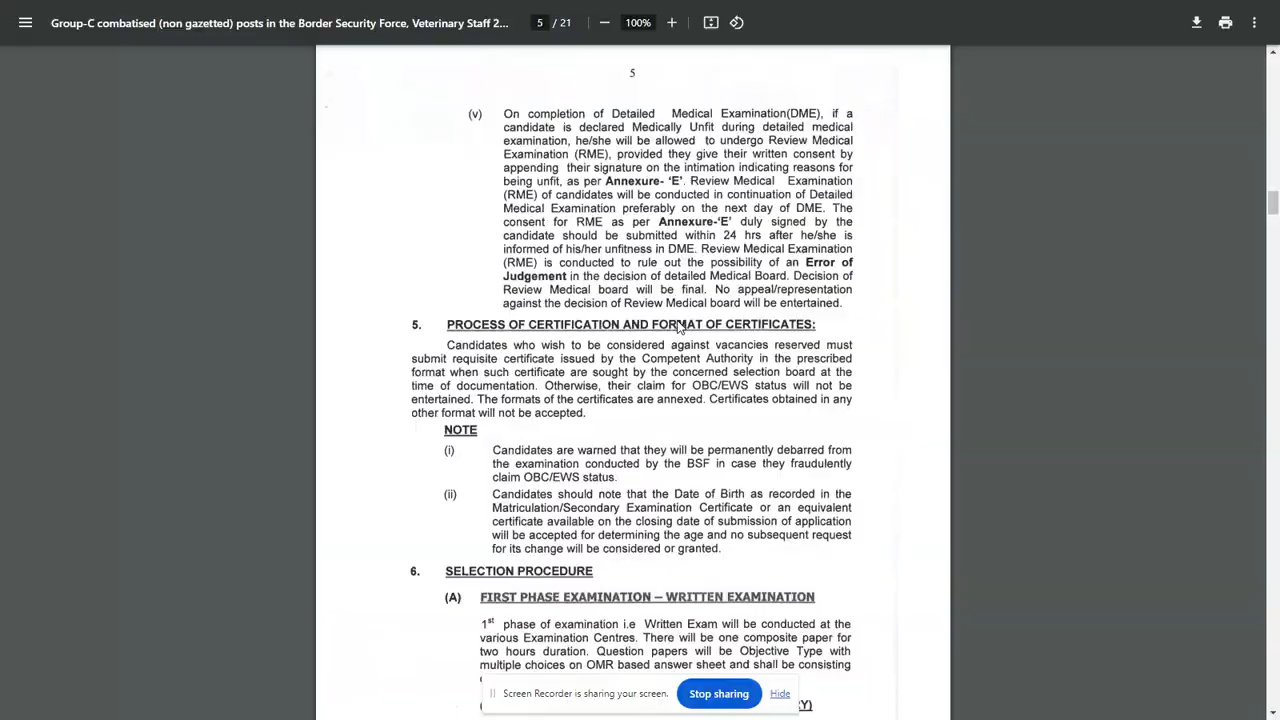 Group-C combatised (non gazetted) posts in the Border Security Force, Veterinary Staff 2...
5 / 21
100%
5
(v) On completion of Detailed Medical Examination(DME), if a
candidate is declared Medically Unfit during detailed medical
examination, he/she will be allowed to undergo Review Medical
Examination (RME), provided they give their written consent by
appending their signature on the intimation indicating reasons for
being unfit, as per Annexure- ‘E’. Review Medical Examination
(RME) of candidates will be conducted in continuation of Detailed
Medical Examination preferably on the next day of DME. The
consent for RME as per Annexure-‘E’ duly signed by the
candidate should be submitted within 24 hrs after he/she is
informed of his/her unfitness in DME. Review Medical Examination
(RME) is conducted to rule out the possibility of an Error of
Judgement in the decision of detailed Medical Board. Decision of
Review Medical board will be final. No appeal/representation
against the decision of Review Medical board will be entertained.
5. PROCESS OF CERTIFICATION AND FORMAT OF CERTIFICATES:
Candidates who wish to be considered against vacancies reserved must
submit requisite certificate issued by the Competent Authority in the prescribed
format when such certificate are sought by the concerned selection board at the
time of documentation. Otherwise, their claim for OBC/EWS status will not be
entertained. The formats of the certificates are annexed. Certificates obtained in any
other format will not be accepted.
NOTE
(i) Candidates are warned that they will be permanently debarred from
the examination conducted by the BSF in case they fraudulently
claim OBC/EWS status.
(ii) Candidates should note that the Date of Birth as recorded in the
Matriculation/Secondary Examination Certificate or an equivalent
certificate available on the closing date of submission of application
will be accepted for determining the age and no subsequent request
for its change will be considered or granted.
6. SELECTION PROCEDURE
(A) FIRST PHASE EXAMINATION – WRITTEN EXAMINATION
1st phase of examination i.e Written Exam will be conducted at the
various Examination Centres. There will be one composite paper for
two hours duration. Question papers will be Objective Type with
multiple choices on OMR based answer sheet and shall be consisting
Screen Recorder is sharing your screen. Stop sharing Hide